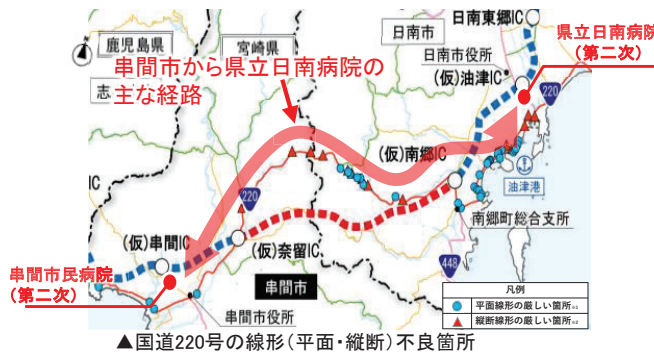 日南東郷IC
日南市
県立日南病院
(第二次)
鹿児島県
宮崎県
日南市役所
(仮)油津IC
串間市から県立日南病院の
主な経路
志
220
(仮)南郷IC
油津港
IC
220
南郷町総合支所
(仮)串間IC
(仮)奈留IC
448
串間市民病院
(第二次)
串間市
串間市役所
凡例
平面線形の厳しい箇所※1
縦断線形の厳しい箇所※2
▲国道220号の線形(平面・縦断)不良箇所